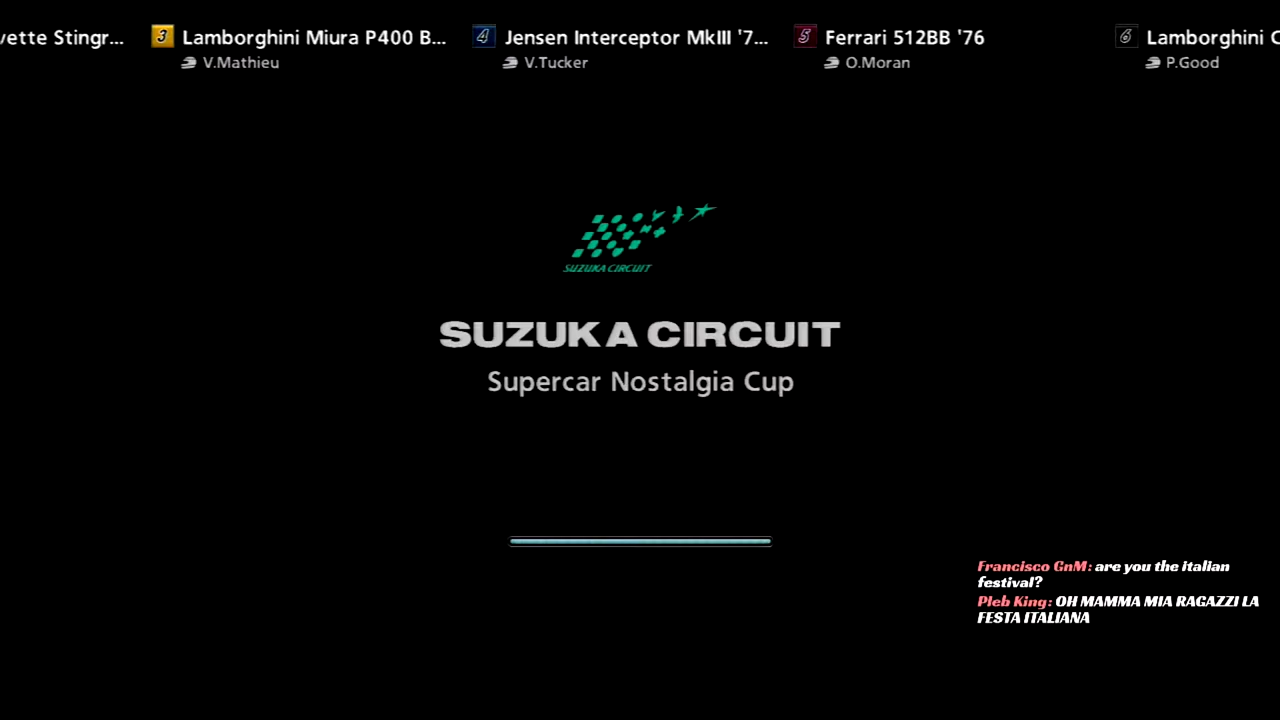 vette Stingr... 3 Lamborghini Miura P400 B... 4 Jensen Interceptor MkIII '7... 5 Ferrari 512BB '76 6 Lamborghini C
V.Mathieu V.Tucker O.Moran P.Good
SUZUKA CIRCUIT
SUZUKA CIRCUIT
Supercar Nostalgia Cup
Francisco GnM: are you the italian
festival?
Pleb King: OH MAMMA MIA RAGAZZI LA
FESTA ITALIANA